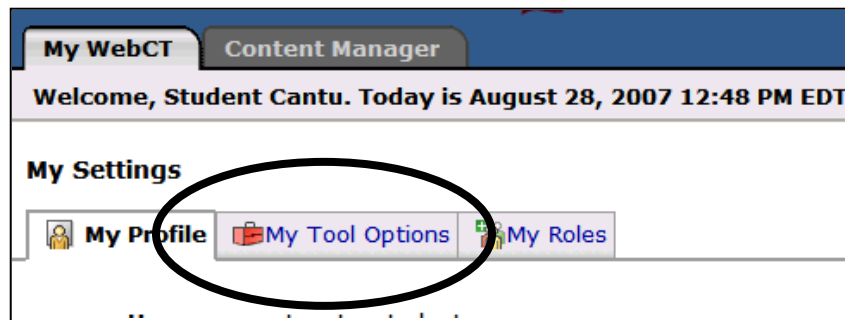 My WebCT Content Manager
Welcome, Student Cantu. Today is August 28, 2007 12:48 PM EDT
My Settings
My Profile My Tool Options My Roles